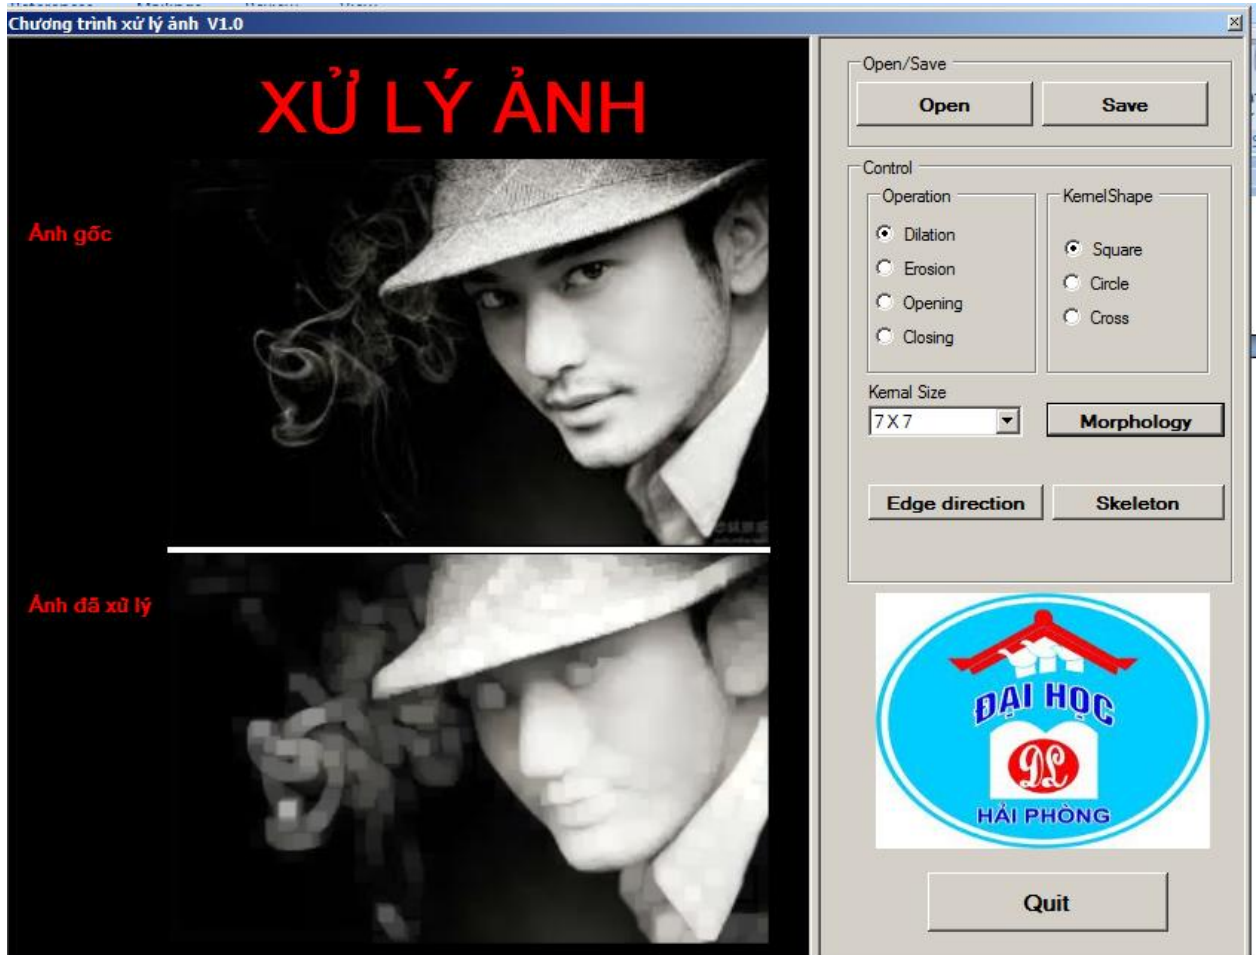 Chương trình xử lý ảnh V1.0
XỬ LÝ ẢNH
Ảnh gốc
Ảnh đã xử lý
Open/Save
Open
Save
Control
Operation
Dilation
Erosion
Opening
Closing
KernelShape
Square
Circle
Cross
Kernal Size
7 X 7
Morphology
Edge direction
Skeleton
ĐẠI HỌC
DL
HẢI PHÒNG
Quit